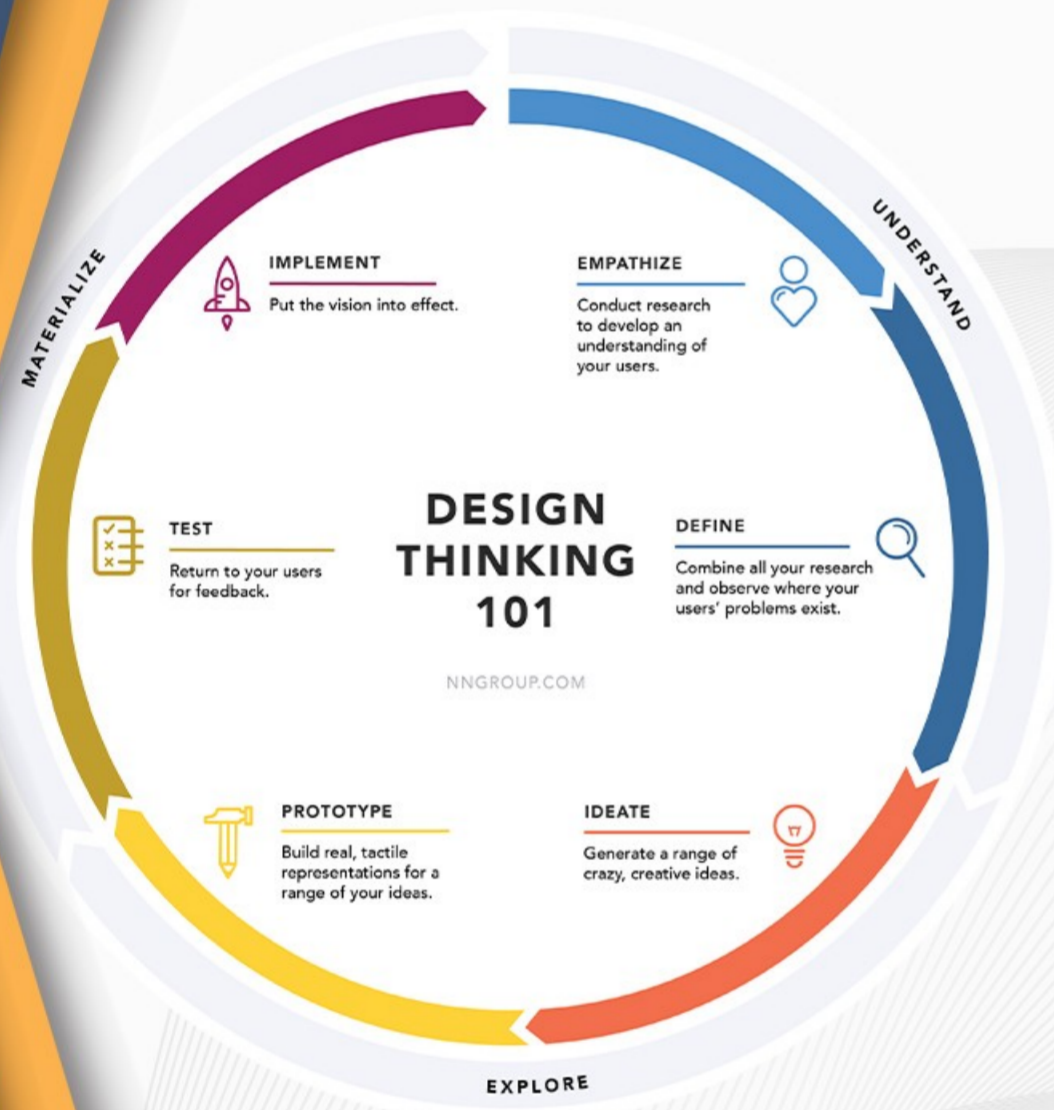 DESIGN
THINKING
101
NNGROUP.COM
UNDERSTAND
EMPATHIZE
Conduct research
to develop an
understanding of
your users.
DEFINE
Combine all your research
and observe where your
users' problems exist.
EXPLORE
IDEATE
Generate a range of
crazy, creative ideas.
PROTOTYPE
Build real, tactile
representations for a
range of your ideas.
MATERIALIZE
TEST
Return to your users
for feedback.
IMPLEMENT
Put the vision into effect.